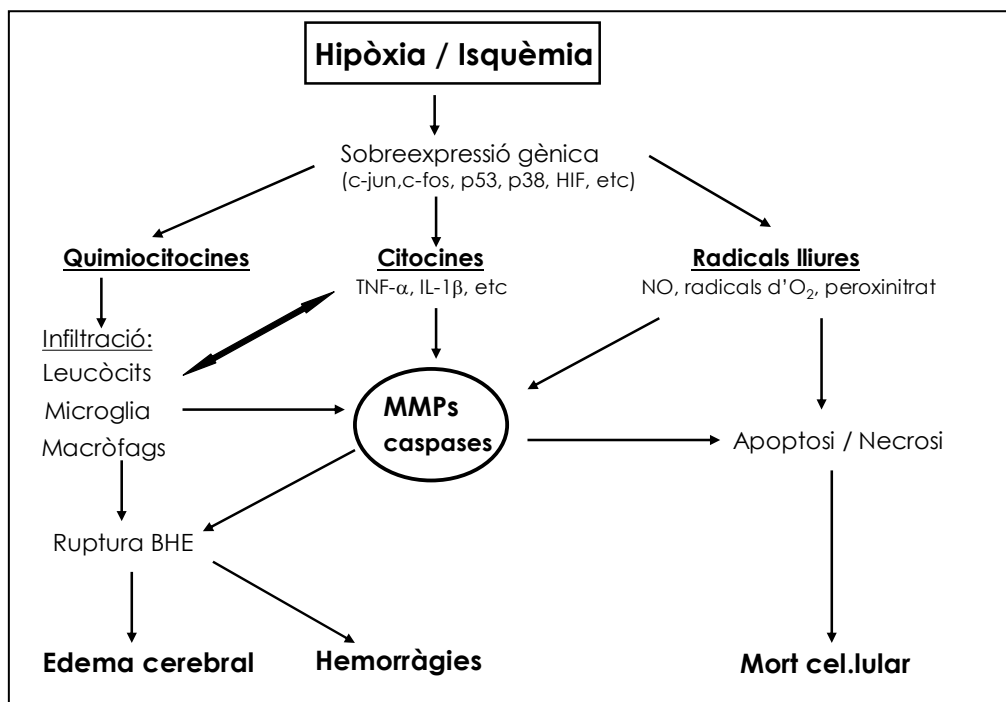 Hipòxia / Isquèmia
Sobreexpressió gènica
(c-jun,c-fos, p53, p38, HIF, etc)
Quimiocitocines
Citocines
TNF-α, IL-1β, etc
Radicals lliures
NO, radicals d'O₂, peroxinitrat
Infiltració:
Leucòcits
Microglia
Macròfags
MMPs
caspases
Apoptosi / Necrosi
Ruptura BHE
Edema cerebral
Hemorràgies
Mort cel.lular